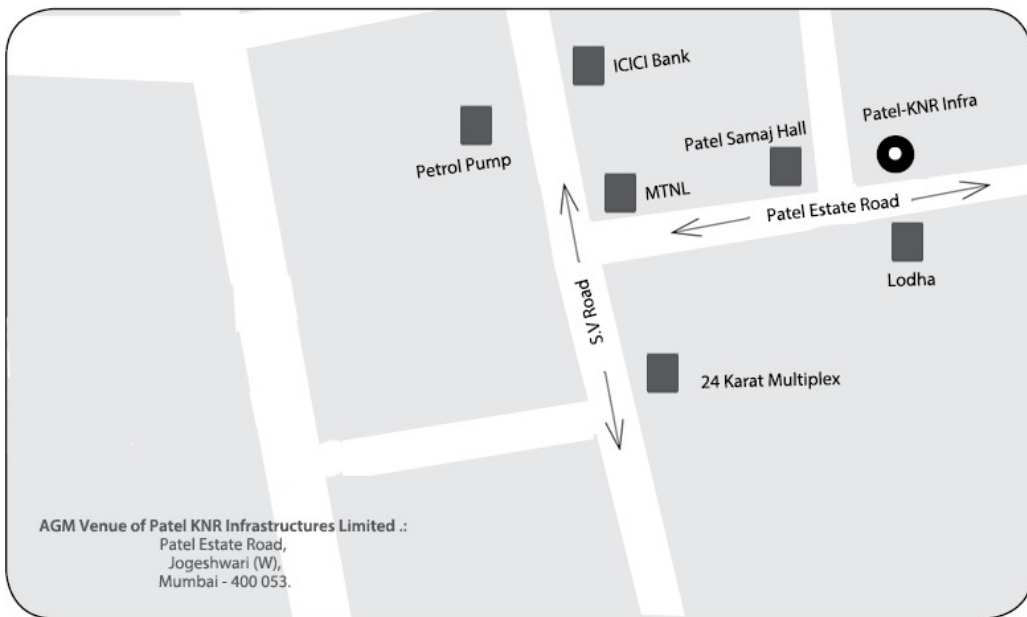 ICICI Bank
Patel-KNR Infra
Patel Samaj Hall
Petrol Pump
MTNL
Patel Estate Road
Lodha
S.V Road
24 Karat Multiplex
AGM Venue of Patel KNR Infrastructures Limited .:
Patel Estate Road,
Jogeshwari (W),
Mumbai - 400 053.